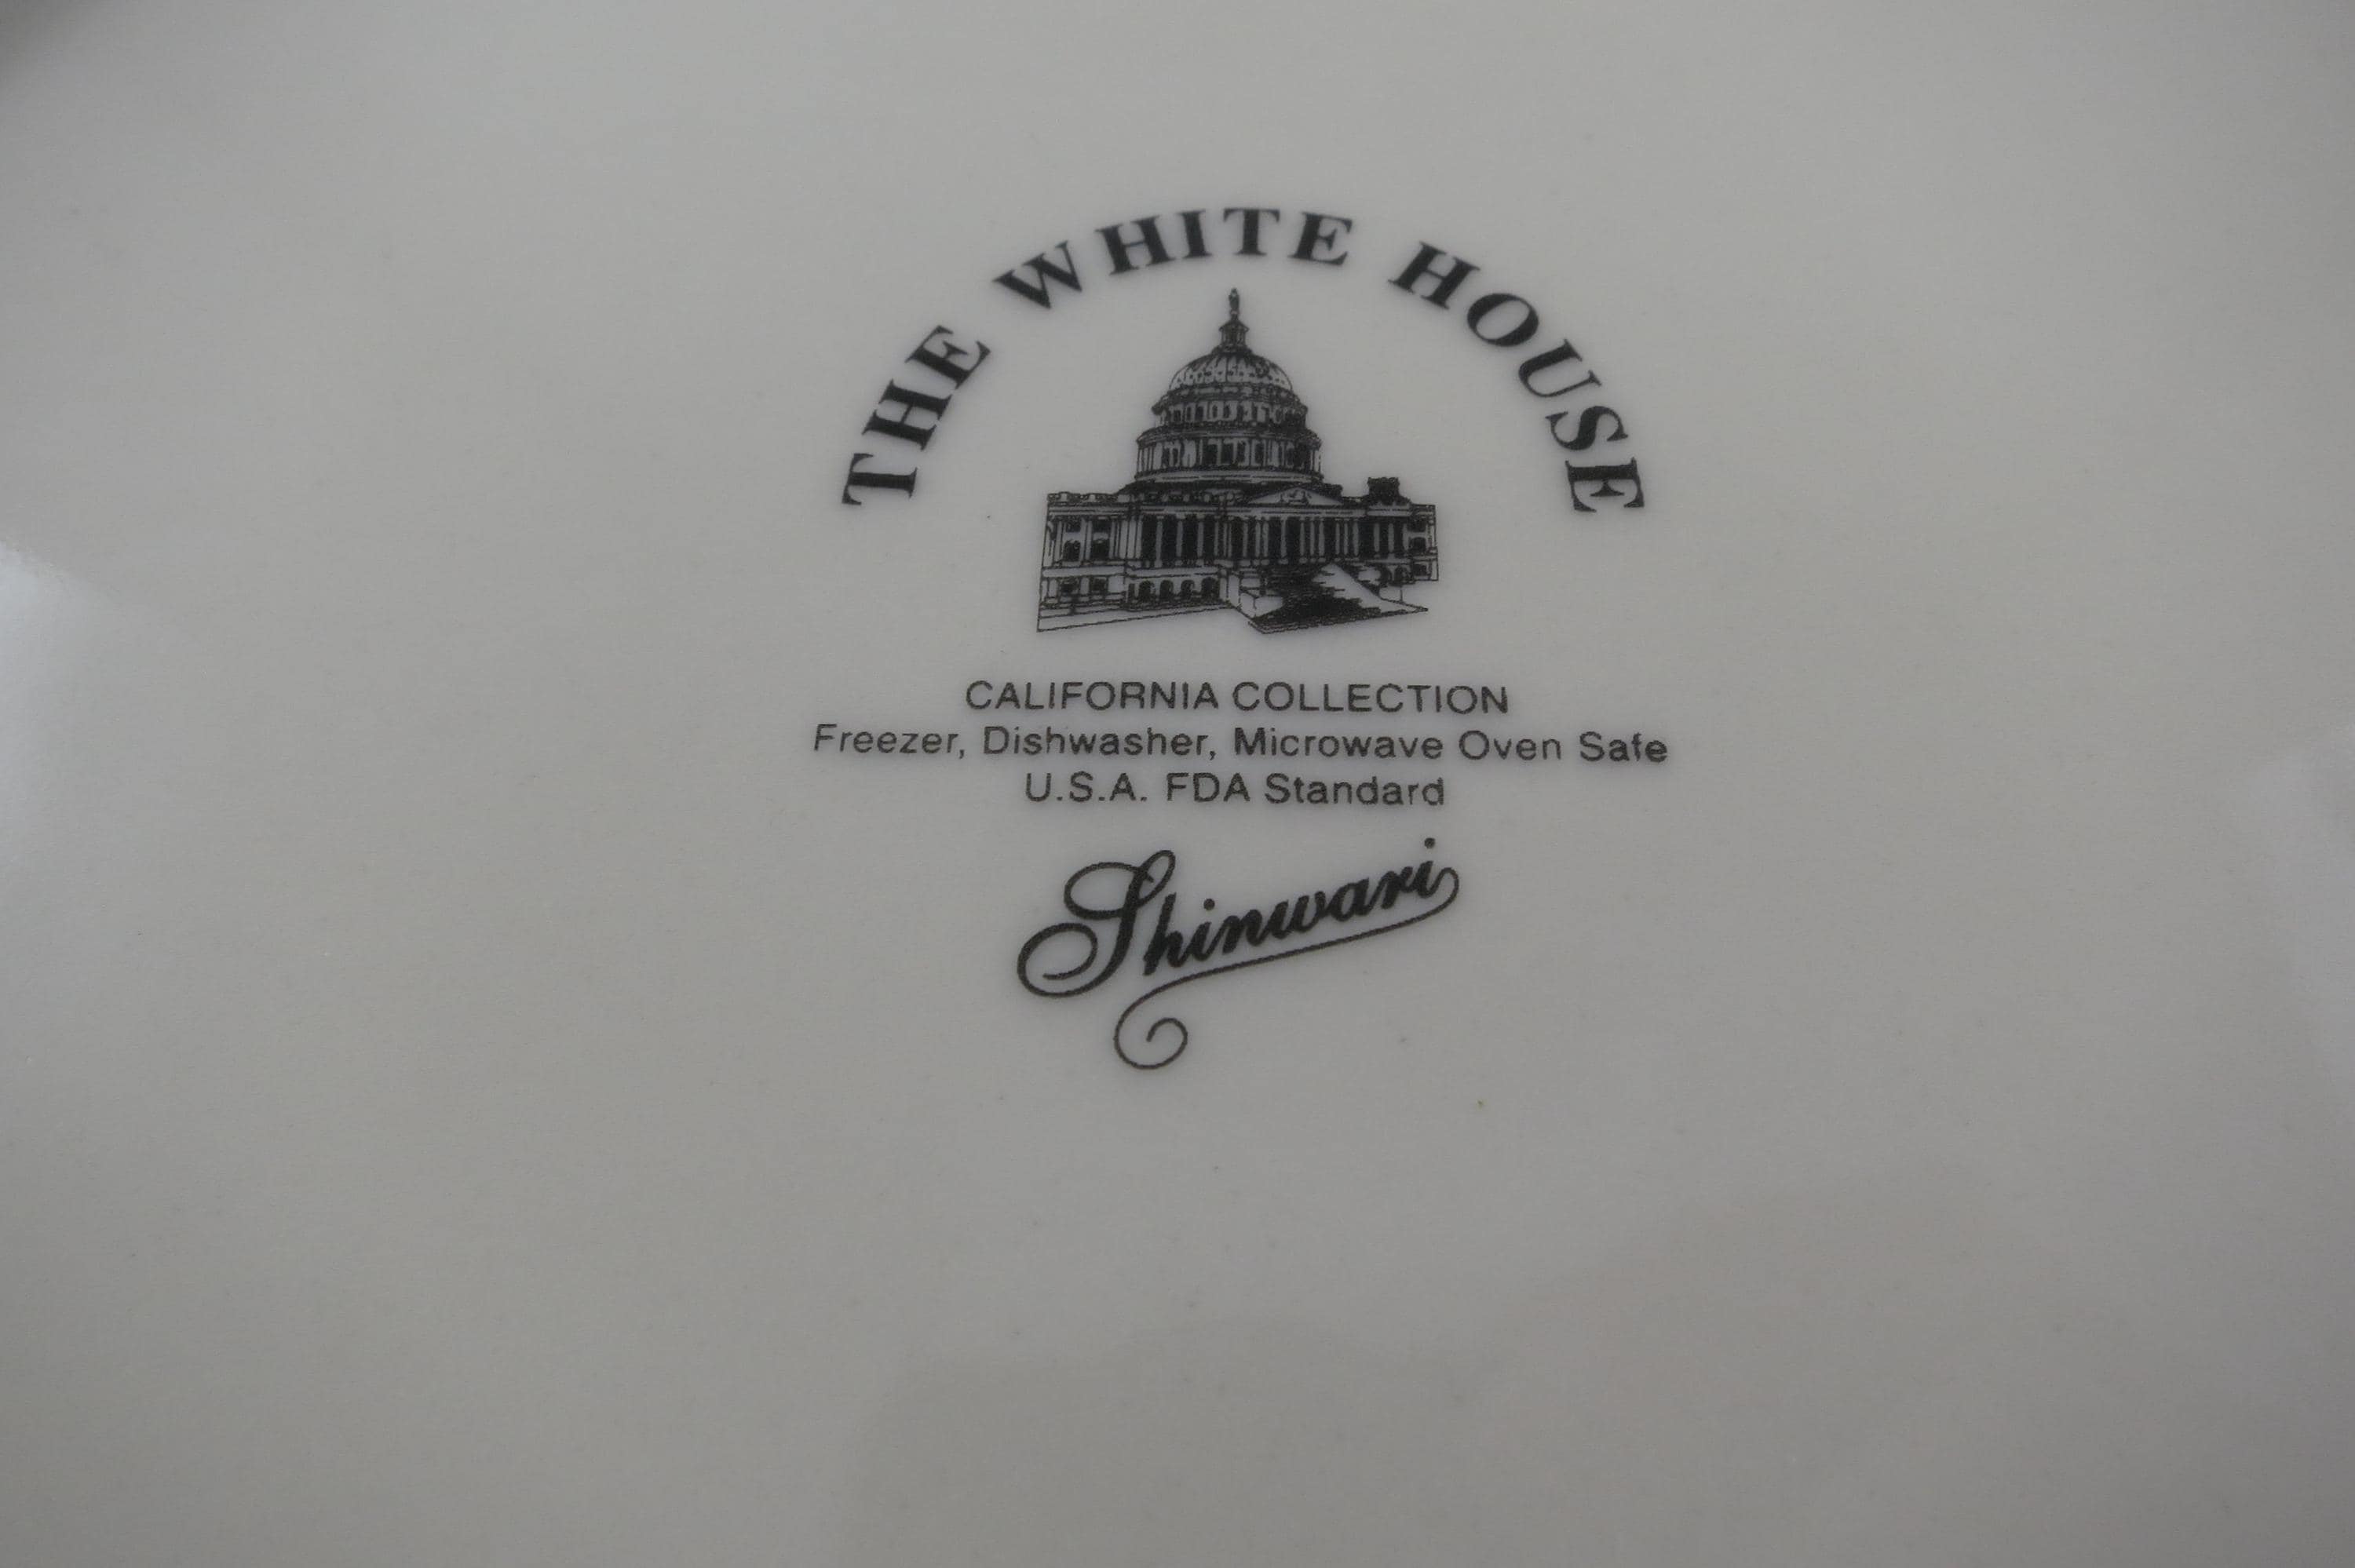 THE WHITE HOUSE
CALIFORNIA COLLECTION
Freezer, Dishwasher, Microwave Oven Safe
U.S.A. FDA Standard
Shinwari